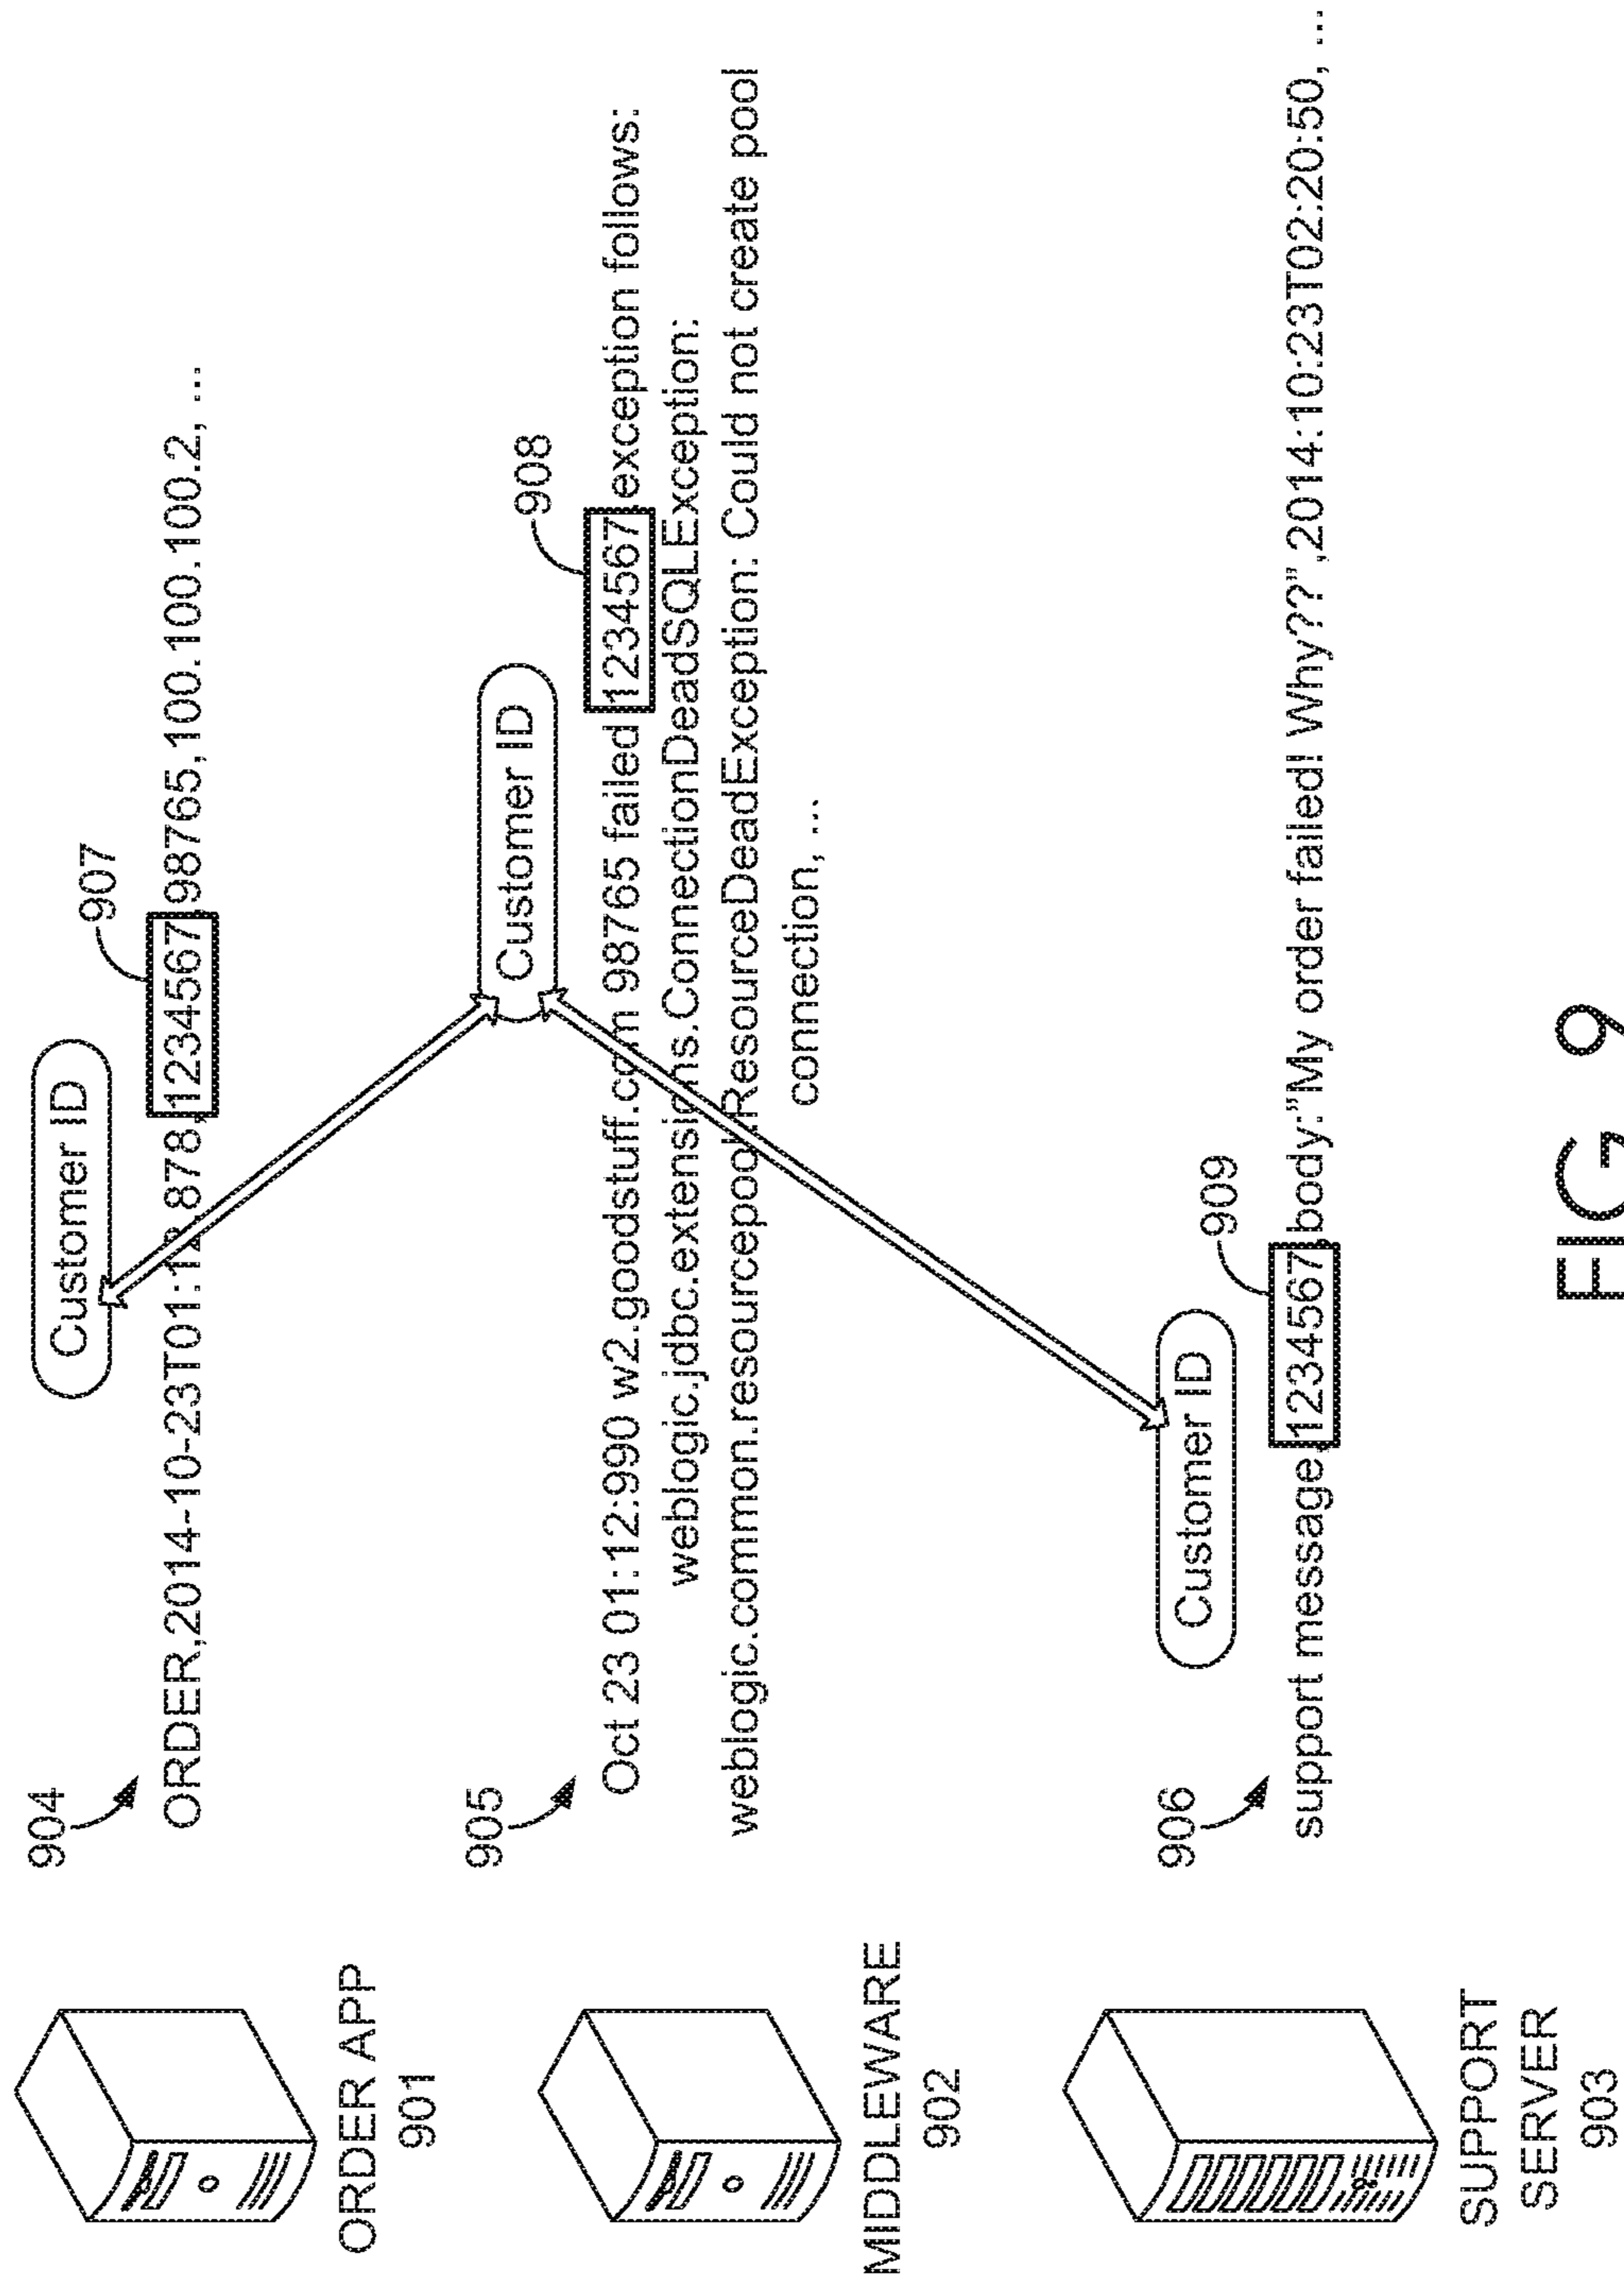 904
Customer ID
907
ORDER,2014-10-23T01:12.878,1234567,98765,100.100.100.2, ...
ORDER APP
901
905
Customer ID
908
Oct 23 01:12:990 w2.goodstuff.com 98765 failed 1234567 exception follows:
weblogic.jdbc.extensions.ConnectionDeadSQLException:
weblogic.common.resourcepool.ResourceDeadException: Could not create pool
connection, ...
MIDDLEWARE
902
906
Customer ID
909
support message,1234567,body:"My order failed! Why??",2014:10:23T02:20:50, ...
SUPPORT
SERVER
903
FIG 9